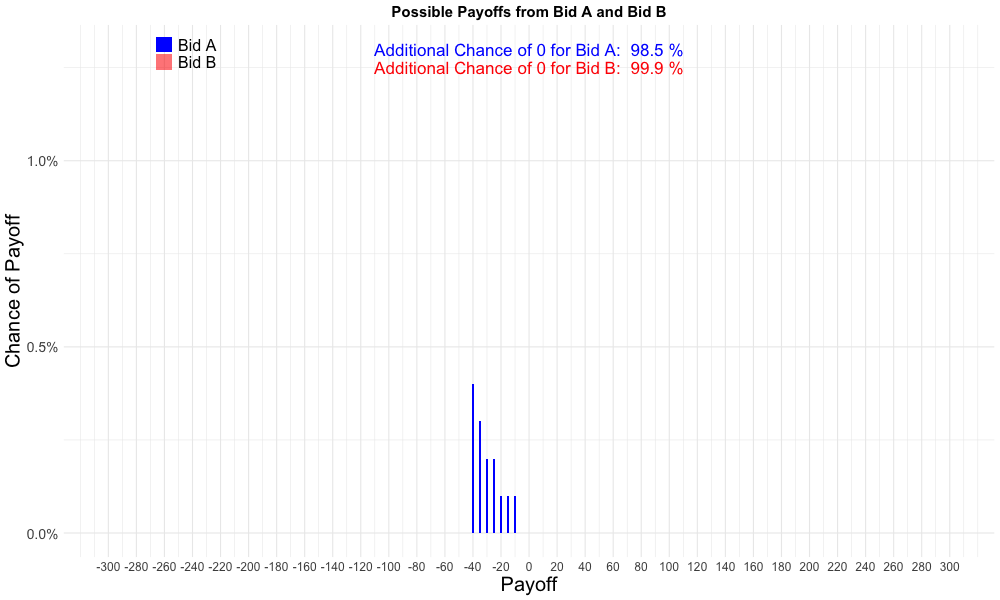 Possible Payoffs from Bid A and Bid B
Bid A
Bid B
Additional Chance of 0 for Bid A:  98.5 %
Additional Chance of 0 for Bid B:  99.9 %
Chance of Payoff
1.0%
0.5%
0.0%
-300 -280 -260 -240 -220 -200 -180 -160 -140 -120 -100 -80 -60 -40 -20 0 20 40 60 80 100 120 140 160 180 200 220 240 260 280 300
Payoff